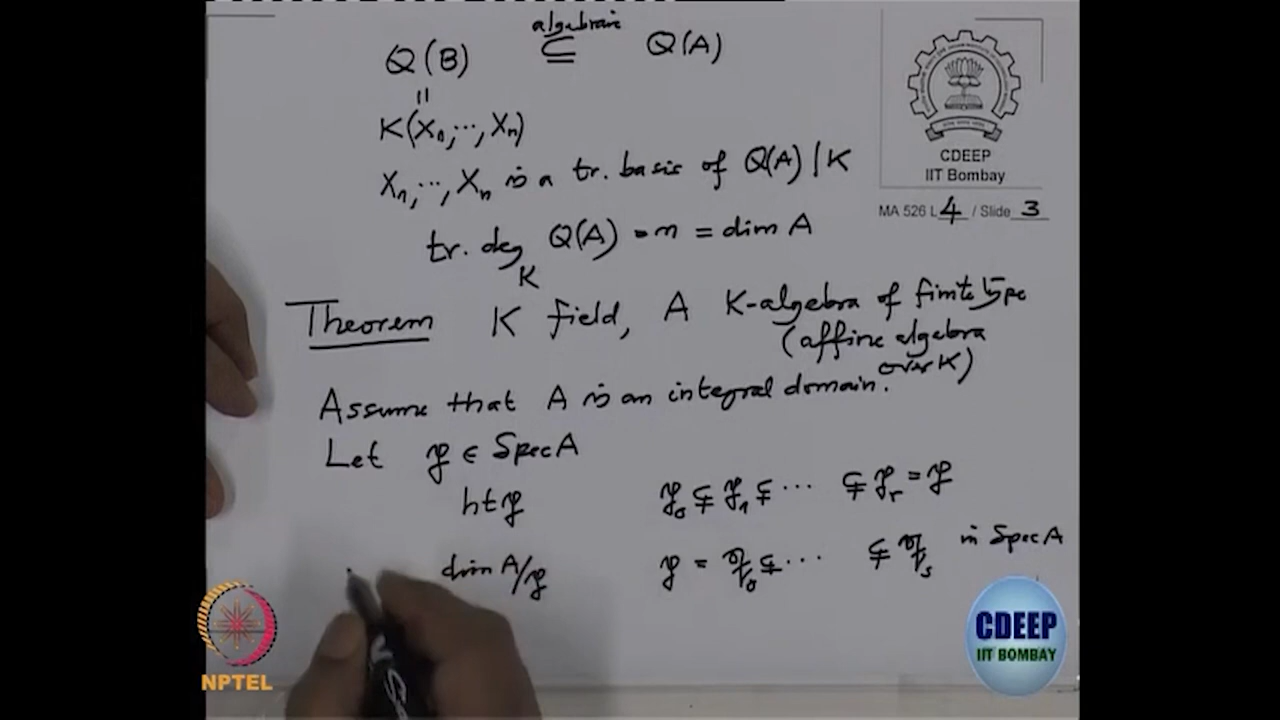 algebraic
Q(B) ⊆ Q(A)
=
K(X₁,…,Xₙ)
X₁,…,Xₙ is a tr. basis of Q(A) | K
tr. deg_K Q(A) = n = dim A
Theorem K field, A K-algebra of finite type
(affine algebra
over K)
Assume that A is an integral domain.
Let 𝔭 ∈ Spec A
ht 𝔭 𝔭₀ ⊊ 𝔭₁ ⊊ ⋯ ⊊ 𝔭ᵣ = 𝔭
dim A/𝔭 𝔭 = 𝔮₀ ⊊ ⋯ ⊊ 𝔮ₛ in Spec A
CDEEP
IIT Bombay
MA 526 L 4 / Slide 3
NPTEL
CDEEP
IIT BOMBAY